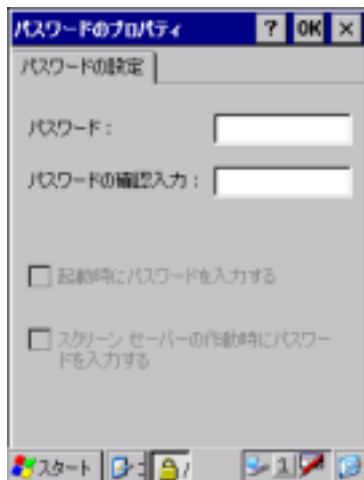 パスワードのプロパティ ? OK ×
パスワードの設定
パスワード：
パスワードの確認入力：
起動時にパスワードを入力する
スクリーン セーバーの作動時にパスワー
ドを入力する
スタート
1